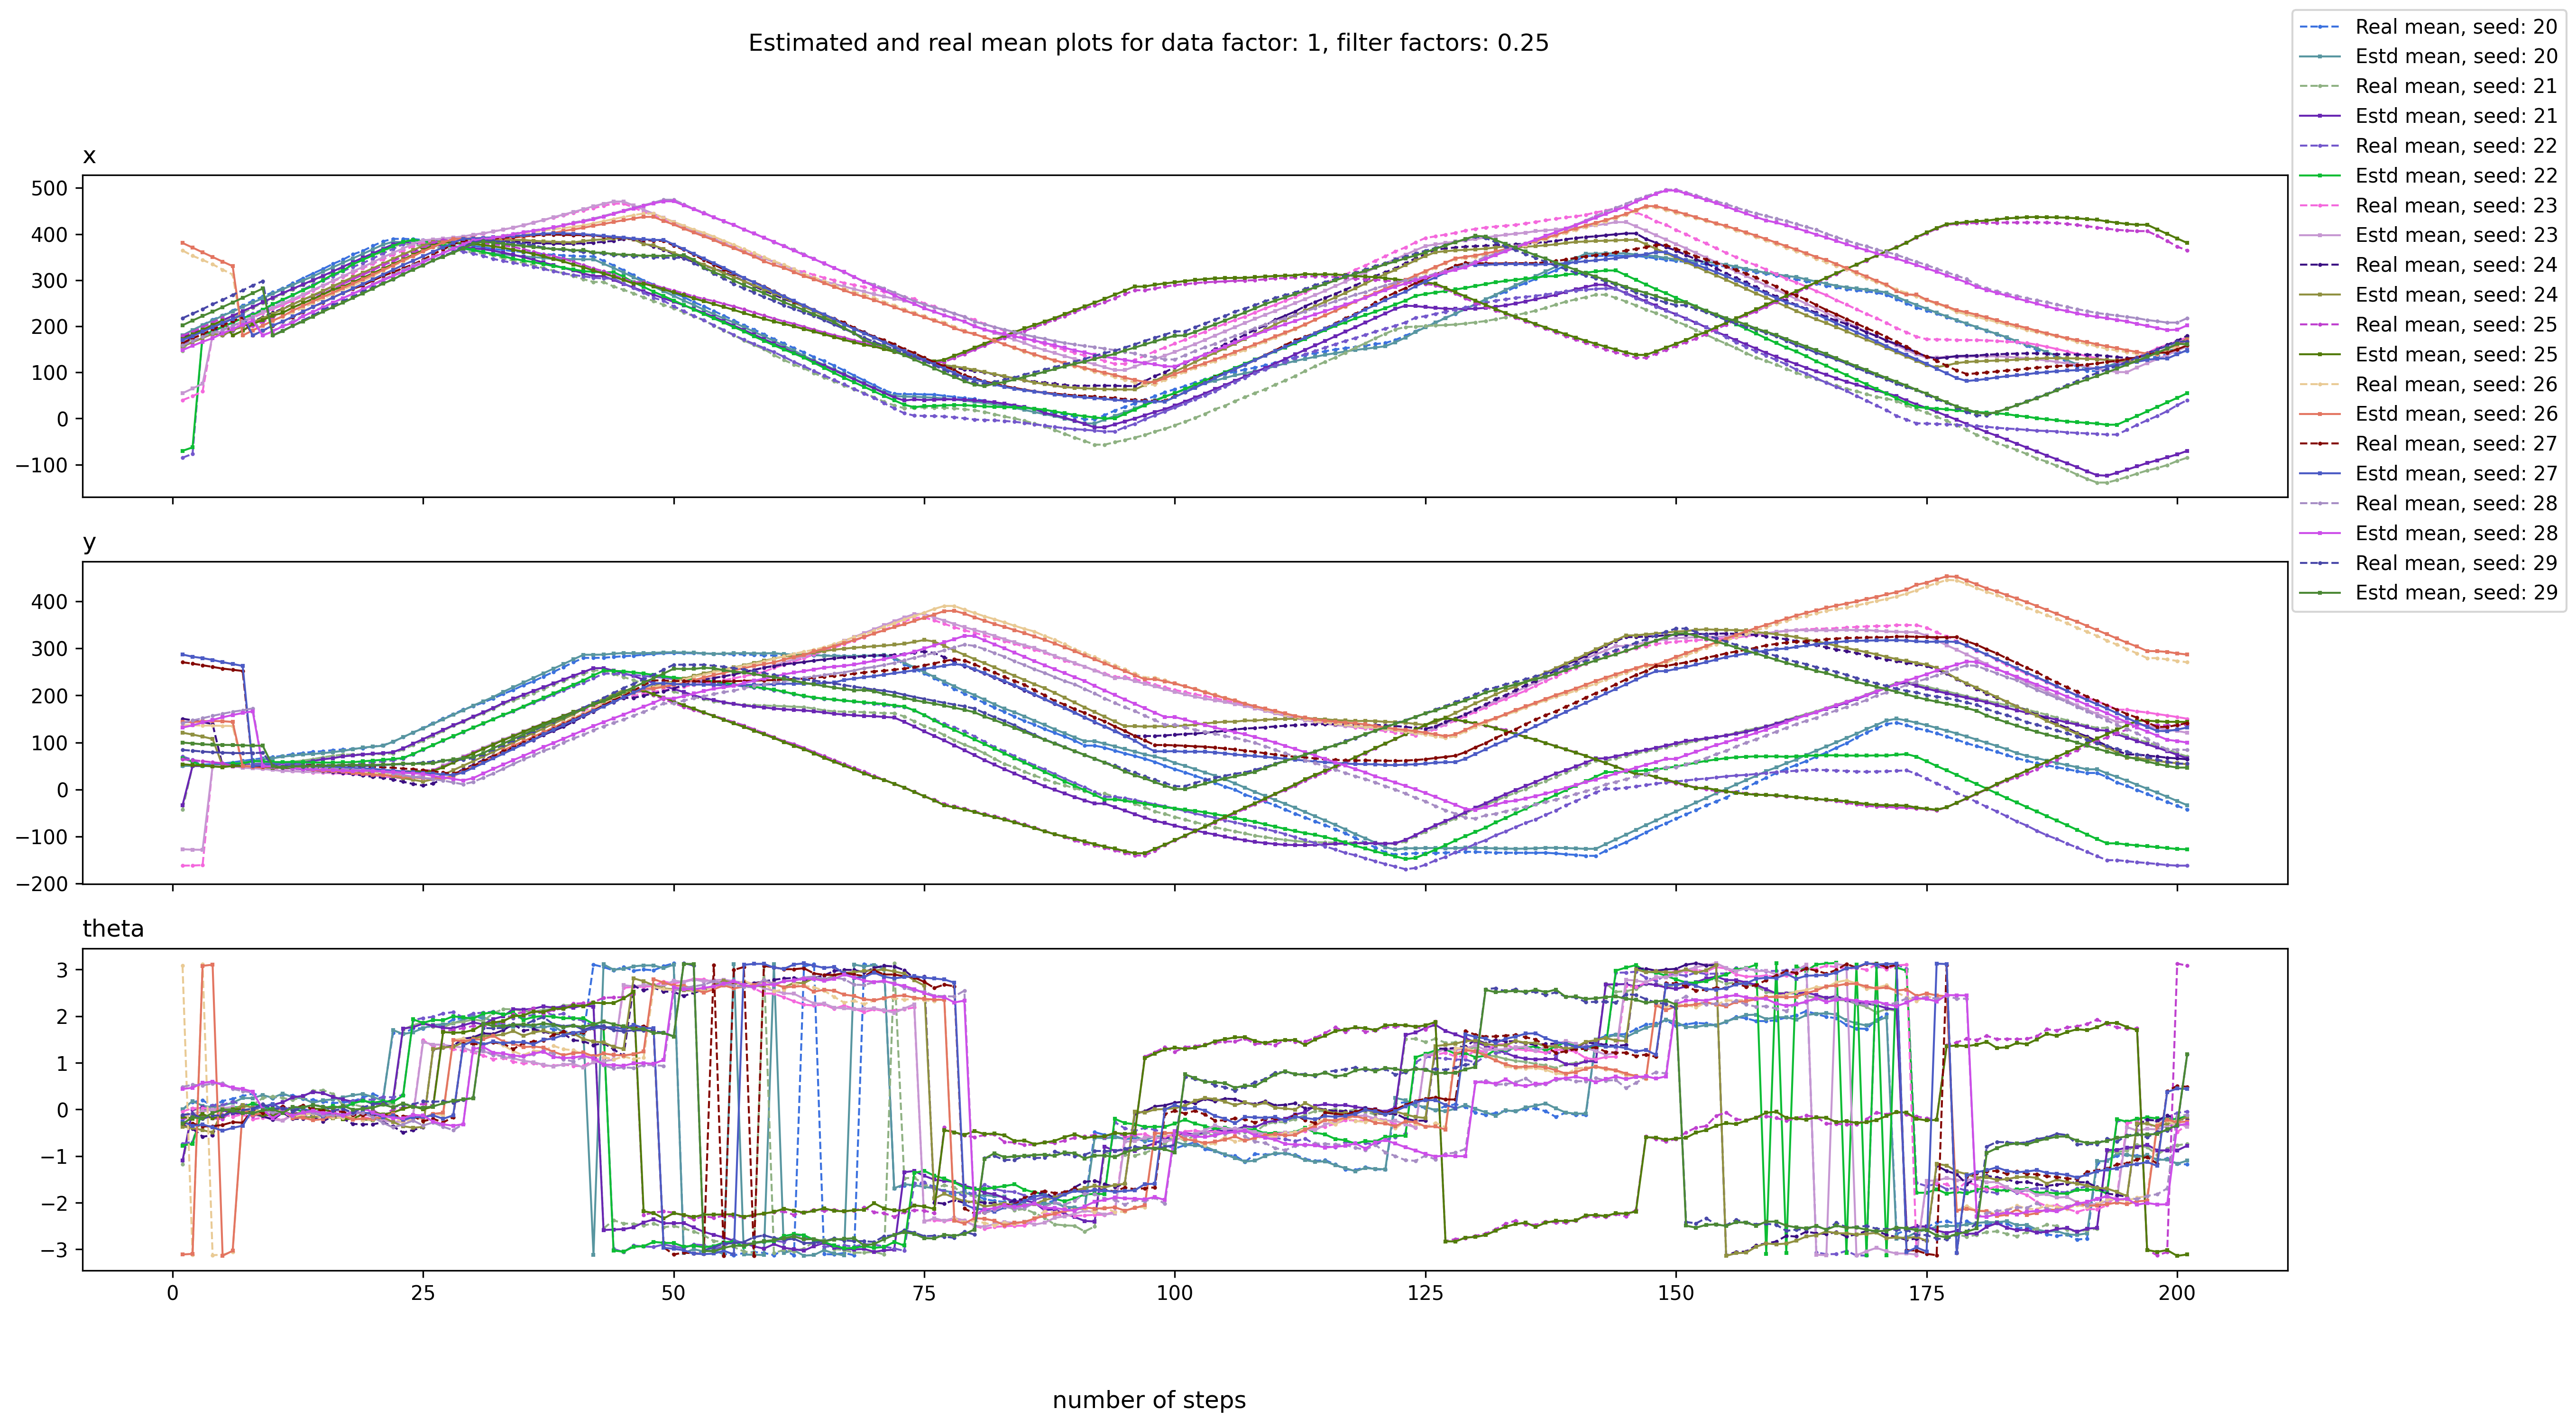 Estimated and real mean plots for data factor: 1, filter factors: 0.25
Real mean, seed: 20
Estd mean, seed: 20
Real mean, seed: 21
Estd mean, seed: 21
Real mean, seed: 22
Estd mean, seed: 22
Real mean, seed: 23
Estd mean, seed: 23
Real mean, seed: 24
Estd mean, seed: 24
Real mean, seed: 25
Estd mean, seed: 25
Real mean, seed: 26
Estd mean, seed: 26
Real mean, seed: 27
Estd mean, seed: 27
Real mean, seed: 28
Estd mean, seed: 28
Real mean, seed: 29
Estd mean, seed: 29
x
500
400
300
200
100
0
−100
y
400
300
200
100
0
−100
−200
theta
3
2
1
0
−1
−2
−3
0 25 50 75 100 125 150 175 200
number of steps